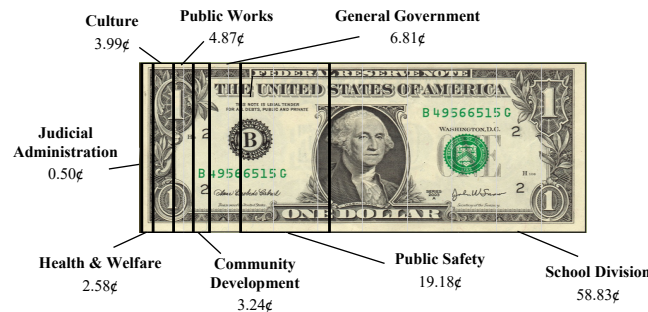 Culture
3.99¢
Public Works
4.87¢
General Government
6.81¢
FEDERAL RESERVE NOTE
THE UNITED STATES OF AMERICA
THIS NOTE IS LEGAL TENDER
FOR ALL DEBTS, PUBLIC AND PRIVATE
B 49566515 G
WASHINGTON, D.C.
1
1
2
2
B
ONE
H
B 49566515 G
2
2
SERIES
1
1
ONE DOLLAR
Judicial
Administration
0.50¢
Health & Welfare
2.58¢
Community
Development
3.24¢
Public Safety
19.18¢
School Division
58.83¢